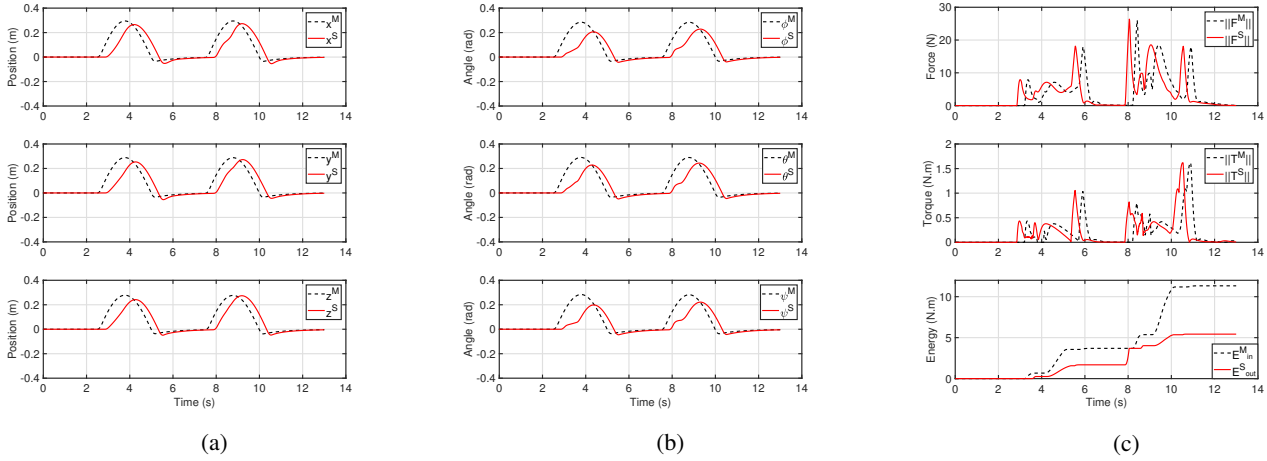 0.4
0.2
0
-0.2
-0.4
Position (m)
0 2 4 6 8 10 12 14
x^M
x^S
0.4
0.2
0
-0.2
-0.4
Position (m)
0 2 4 6 8 10 12 14
y^M
y^S
0.4
0.2
0
-0.2
-0.4
Position (m)
0 2 4 6 8 10 12 14
Time (s)
z^M
z^S
(a)
0.4
0.2
0
-0.2
-0.4
Angle (rad)
0 2 4 6 8 10 12 14
ϕ^M
ϕ^S
0.4
0.2
0
-0.2
-0.4
Angle (rad)
0 2 4 6 8 10 12 14
θ^M
θ^S
0.4
0.2
0
-0.2
-0.4
Angle (rad)
0 2 4 6 8 10 12 14
Time (s)
ψ^M
ψ^S
(b)
30
20
10
0
Force (N)
0 2 4 6 8 10 12 14
||F^M||
||F^S||
2
1.5
1
0.5
0
Torque (N.m)
0 2 4 6 8 10 12 14
||T^M||
||T^S||
10
5
0
Energy (N.m)
0 2 4 6 8 10 12 14
Time (s)
E^M_in
E^S_out
(c)